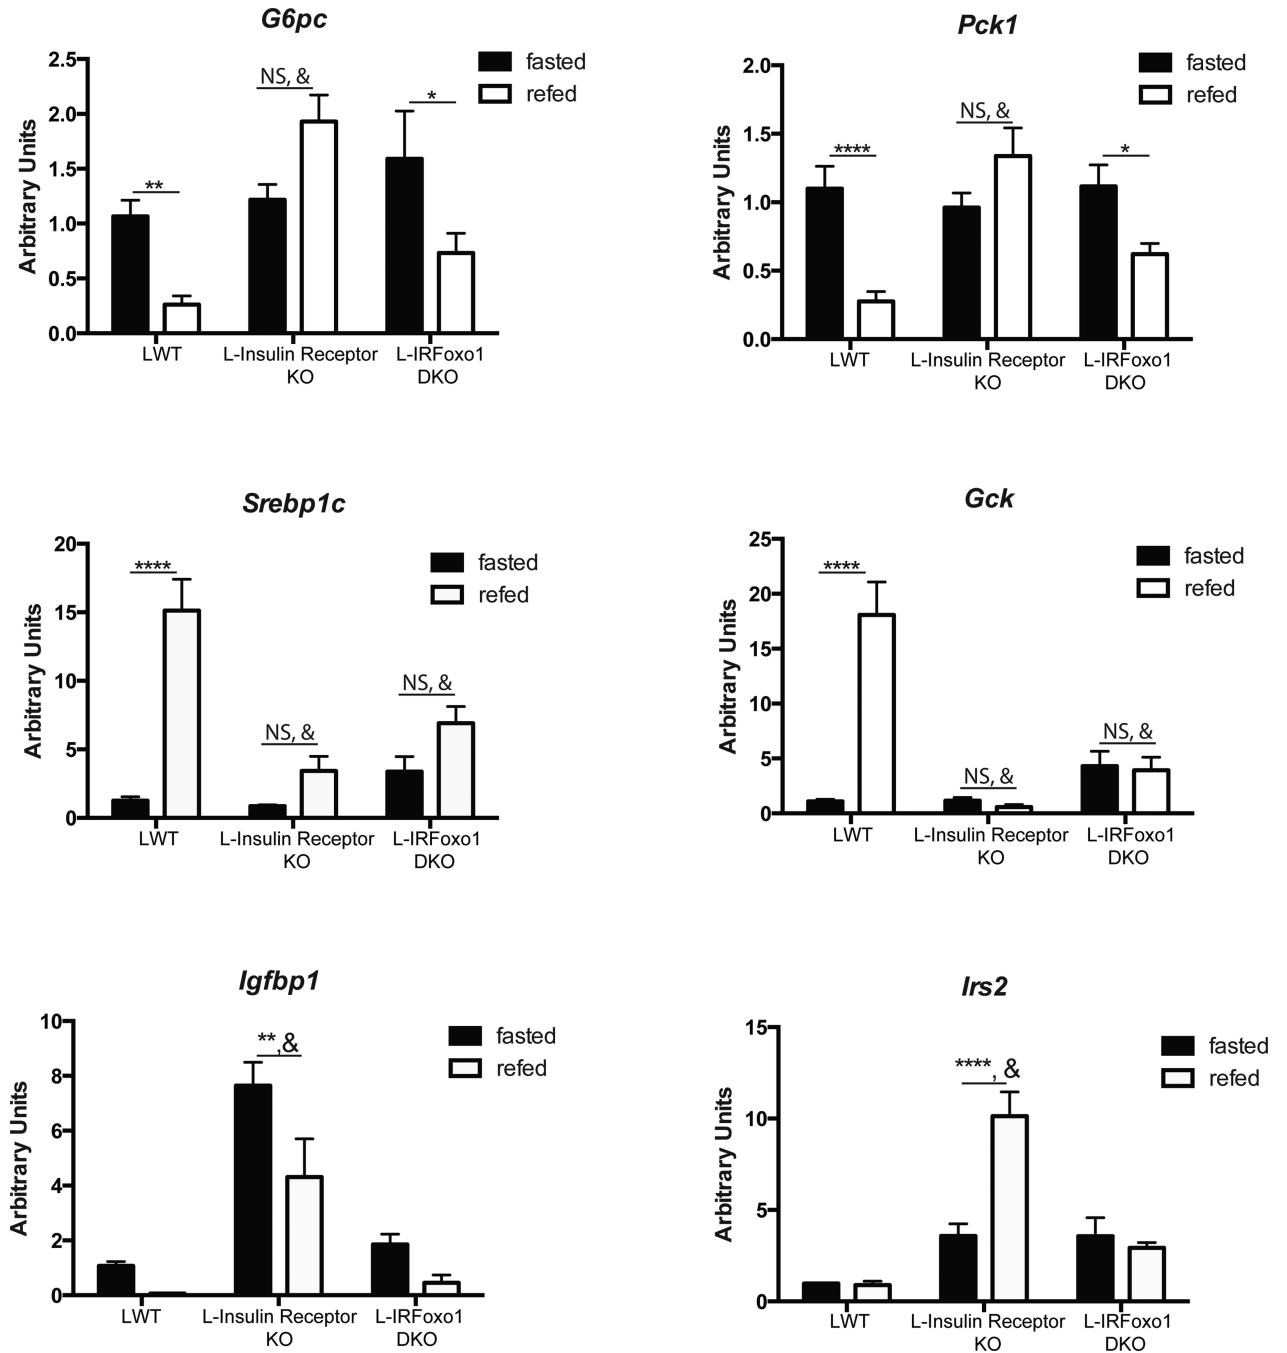 G6pc
2.5
2.0
1.5
1.0
0.5
0.0
Arbitrary Units
**
NS, &
*
fasted
refed
LWT
L-Insulin Receptor
KO
L-IRFoxo1
DKO
Pck1
2.0
1.5
1.0
0.5
0.0
Arbitrary Units
****
NS, &
*
fasted
refed
LWT
L-Insulin Receptor
KO
L-IRFoxo1
DKO
Srebp1c
20
15
10
5
0
Arbitrary Units
****
NS, &
NS, &
fasted
refed
LWT
L-Insulin Receptor
KO
L-IRFoxo1
DKO
Gck
25
20
15
10
5
0
Arbitrary Units
****
NS, &
NS, &
fasted
refed
LWT
L-Insulin Receptor
KO
L-IRFoxo1
DKO
Igfbp1
10
8
6
4
2
0
Arbitrary Units
**,&
fasted
refed
LWT
L-Insulin Receptor
KO
L-IRFoxo1
DKO
Irs2
15
10
5
0
Arbitrary Units
****, &
fasted
refed
LWT
L-Insulin Receptor
KO
L-IRFoxo1
DKO